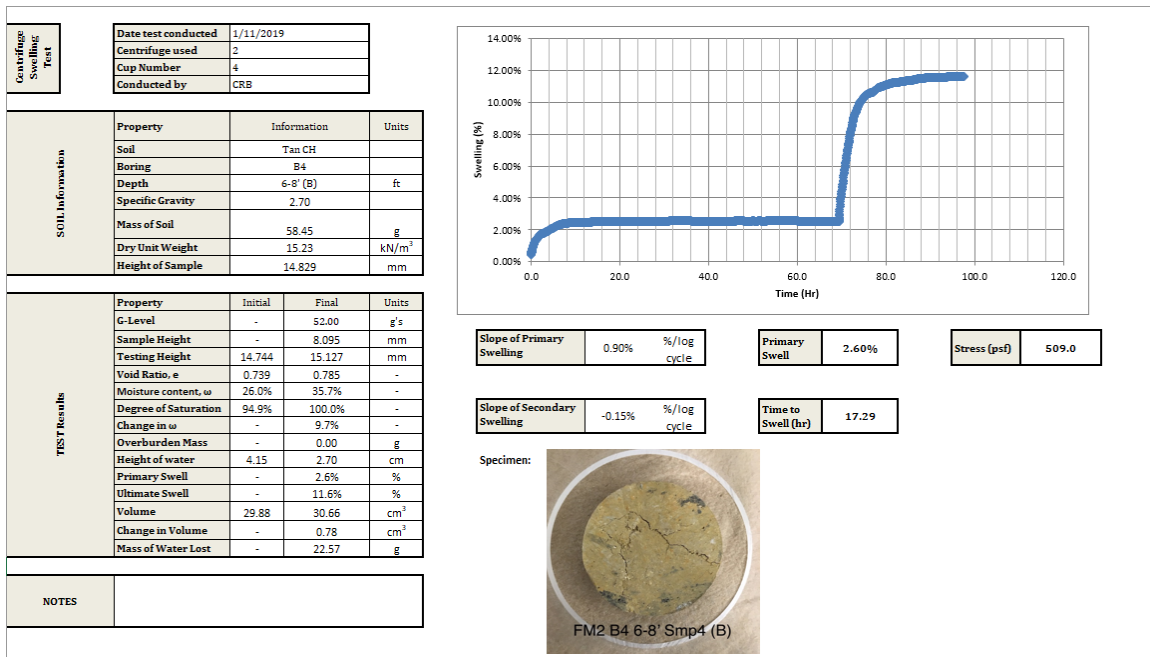 Centrifuge
Swelling
Test
Date test conducted 1/11/2019
Centrifuge used 2
Cup Number 4
Conducted by CRB
SOIL Information
Property Information Units
Soil Tan CH
Boring B4
Depth 6-8' (B) ft
Specific Gravity 2.70
Mass of Soil 58.45 g
Dry Unit Weight 15.23 kN/m³
Height of Sample 14.829 mm
TEST Results
Property Initial Final Units
G-Level - 52.00 g's
Sample Height - 8.095 mm
Testing Height 14.744 15.127 mm
Void Ratio, e 0.739 0.785 -
Moisture content, ω 26.0% 35.7% -
Degree of Saturation 94.9% 100.0% -
Change in ω - 9.7% -
Overburden Mass - 0.00 g
Height of water 4.15 2.70 cm
Primary Swell - 2.6% %
Ultimate Swell - 11.6% %
Volume 29.88 30.66 cm³
Change in Volume - 0.78 cm³
Mass of Water Lost - 22.57 g
NOTES
14.00%
12.00%
10.00%
8.00%
6.00%
4.00%
2.00%
0.00%
Swelling (%)
0.0 20.0 40.0 60.0 80.0 100.0 120.0
Time (Hr)
Slope of Primary
Swelling
0.90%
%/log
cycle
Primary
Swell
2.60%
Stress (psf) 509.0
Slope of Secondary
Swelling
-0.15%
%/log
cycle
Time to
Swell (hr)
17.29
Specimen:
FM2 B4 6-8' Smp4 (B)